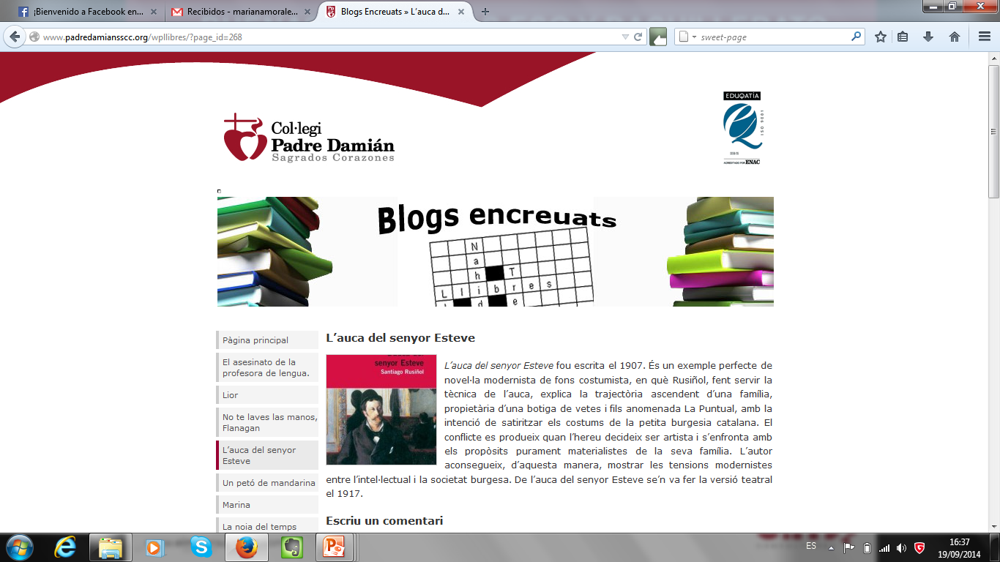 ¡Bienvenido a Facebook en...
Recibidos - marianamorale...
Blogs Encreuats » L'auca d...
www.padredamiansscc.org/wpllibres/?page_id=268
sweet-page
EDUQATIA
ISO 9001
ACREDITADO POR ENAC
Col·legi
Padre Damián
Sagrados Corazones
Blogs encreuats
N
a
h
T
Llibres
d
e
Pàgina principal
El asesinato de la
profesora de lengua.
Lior
No te laves las manos,
Flanagan
L'auca del senyor
Esteve
Un petó de mandarina
Marina
La noia del temps
L'auca del senyor Esteve
senyor Esteve
Santiago Rusiñol
L'auca del senyor Esteve fou escrita el 1907. És un exemple perfecte de
novel·la modernista de fons costumista, en què Rusiñol, fent servir la
tècnica de l'auca, explica la trajectòria ascendent d'una família,
propietària d'una botiga de vetes i fils anomenada La Puntual, amb la
intenció de satiritzar els costums de la petita burgesia catalana. El
conflicte es produeix quan l'hereu decideix ser artista i s'enfronta amb
els propòsits purament materialistes de la seva família. L'autor
aconsegueix, d'aquesta manera, mostrar les tensions modernistes
entre l'intel·lectual i la societat burgesa. De l'auca del senyor Esteve se'n va fer la versió teatral
el 1917.
Escriu un comentari
ES
16:37
19/09/2014